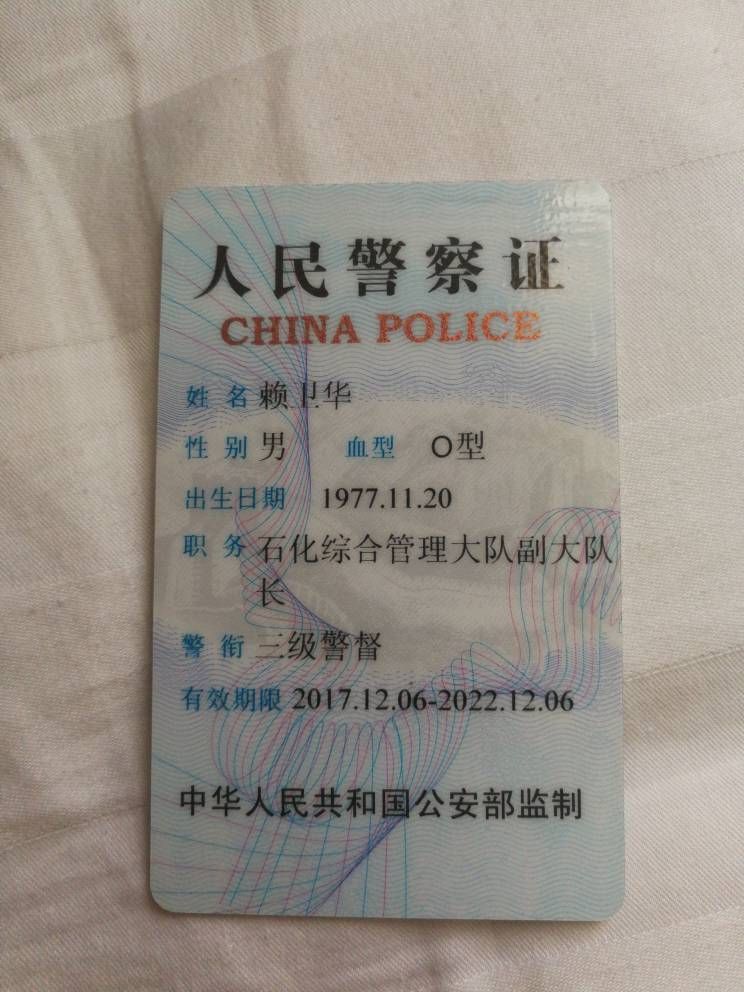 人民警察证
CHINA POLICE
姓 名 赖卫华
性 别 男 血型 O型
出生日期 1977.11.20
职 务 石化综合管理大队副大队
长
警 衔 三级警督
有效期限 2017.12.06-2022.12.06
中华人民共和国公安部监制